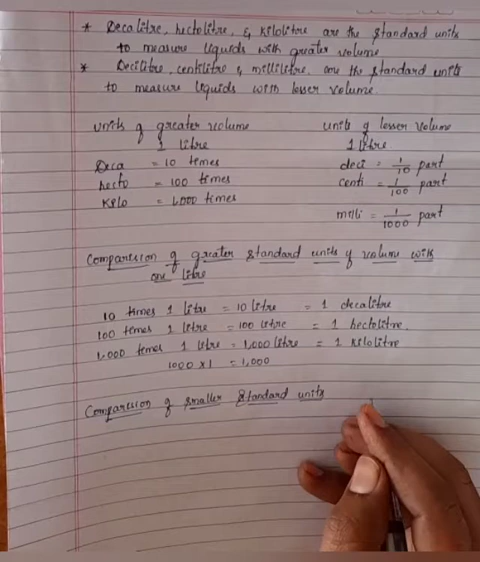 * Decalitre, hectolitre, & kilolitre are the standard units
to measure liquids with greater volume
* Decilitre, centilitre & millilitre are the standard units
to measure liquids with lesser volume.
units of greater volume
1 litre
Deca = 10 times
hecto = 100 times
Kilo = 1,000 times
units of lesser volume
1 litre
deci = 1/10 part
centi = 1/100 part
milli = 1/1000 part
Comparision of greater standard units of volume with
one litre
10 times 1 litre = 10 litre = 1 decalitre
100 times 1 litre = 100 litre = 1 hectolitre.
1,000 times 1 litre = 1,000 litre = 1 kilolitre
1000 x 1 = 1,000
Comparision of smaller standard units